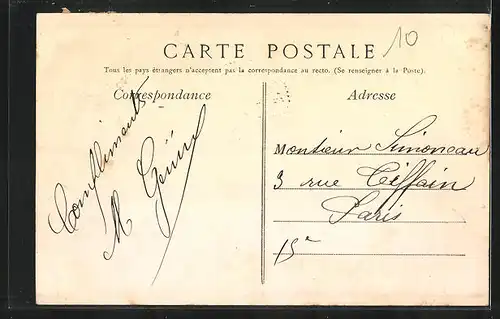 10
CARTE POSTALE
Tous les pays étrangers n'acceptent pas la correspondance au recto. (Se renseigner à la Poste).
Correspondance
Compliments
M
Adresse
Monsieur Simoneau
3 rue Tiffain
Paris
15e